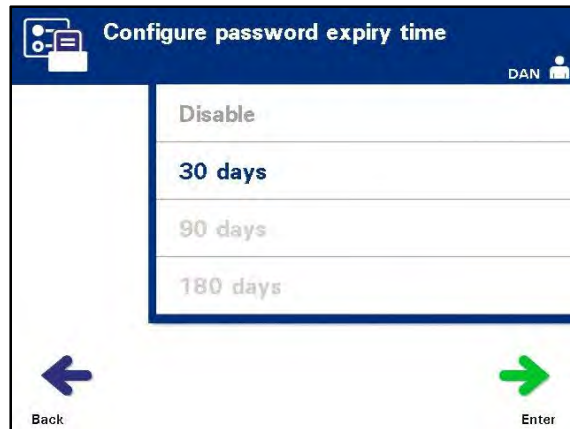 Configure password expiry time
DAN
Disable
30 days
90 days
180 days
Back
Enter